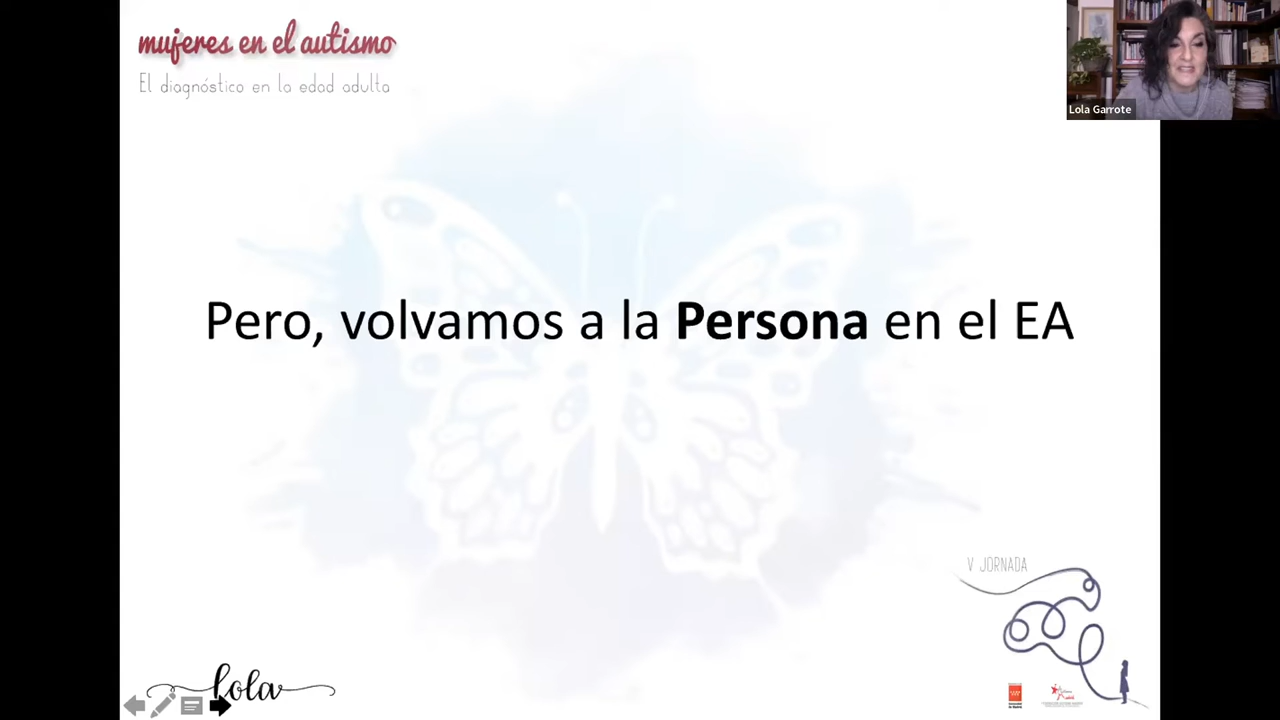 mujeres en el autismo
El diagnóstico en la edad adulta
Lola Garrote
Pero, volvamos a la Persona en el EA
V JORNADA
Lola